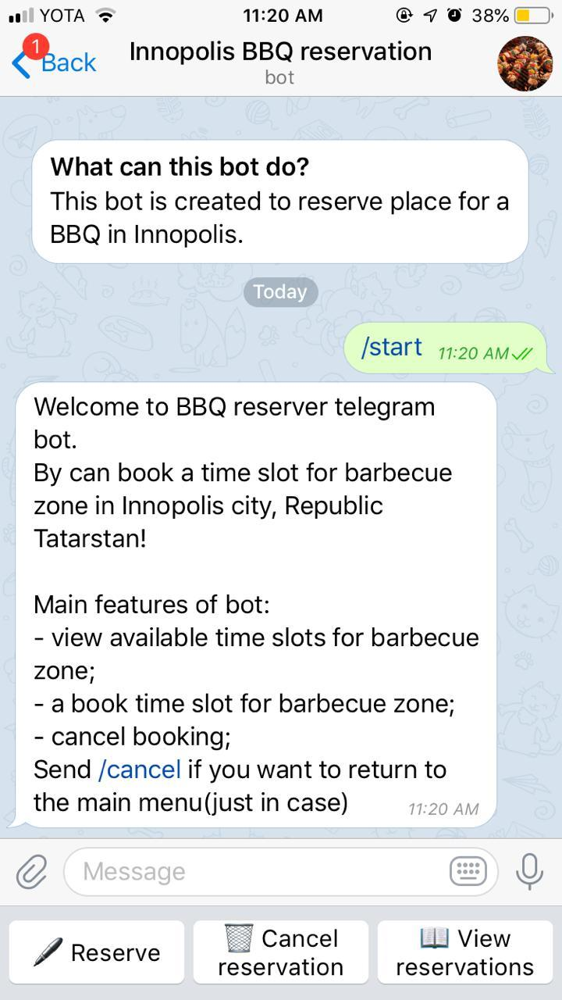 YOTA 11:20 AM 38%
1
Back
Innopolis BBQ reservation
bot
What can this bot do?
This bot is created to reserve place for a
BBQ in Innopolis.
Today
/start 11:20 AM
Welcome to BBQ reserver telegram
bot.
By can book a time slot for barbecue
zone in Innopolis city, Republic
Tatarstan!
Main features of bot:
- view available time slots for barbecue
zone;
- a book time slot for barbecue zone;
- cancel booking;
Send /cancel if you want to return to
the main menu(just in case) 11:20 AM
Message
Reserve
Cancel
reservation
View
reservations